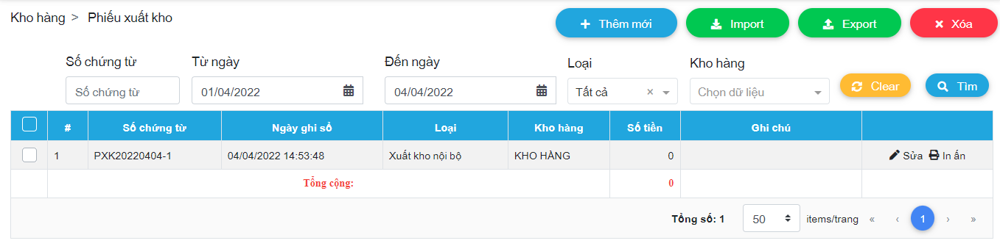 Kho hàng > Phiếu xuất kho
Thêm mới Import Export Xóa
Số chứng từ Từ ngày Đến ngày Loại Kho hàng
Số chứng từ 01/04/2022 04/04/2022 Tất cả × Chọn dữ liệu Clear Tìm
# Số chứng từ Ngày ghi sổ Loại Kho hàng Số tiền Ghi chú
1 PXK20220404-1 04/04/2022 14:53:48 Xuất kho nội bộ KHO HÀNG 0 Sửa In ấn
Tổng cộng: 0
Tổng số: 1 50 items/trang « ‹ 1 › »